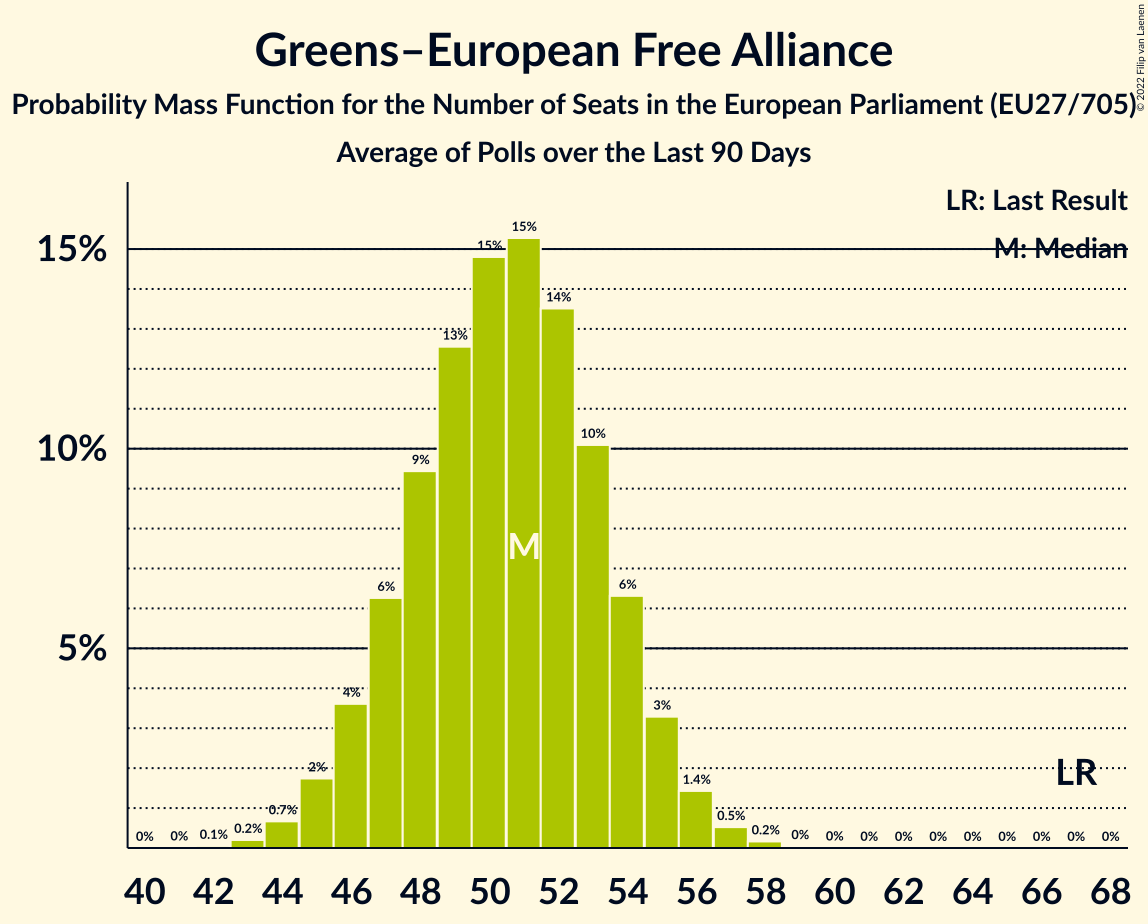 Greens–European Free Alliance
Probability Mass Function for the Number of Seats in the European Parliament (EU27/705)
Average of Polls over the Last 90 Days
© 2022 Filip van Laenen
LR: Last Result
M: Median
15%
10%
5%
0% 0% 0.1% 0.2% 0.7% 2% 4% 6% 9% 13% 15% 15% 14% 10% 6% 3% 1.4% 0.5% 0.2% 0% 0% 0% 0% 0% 0% 0% 0% 0% 0%
M
LR
40 42 44 46 48 50 52 54 56 58 60 62 64 66 68